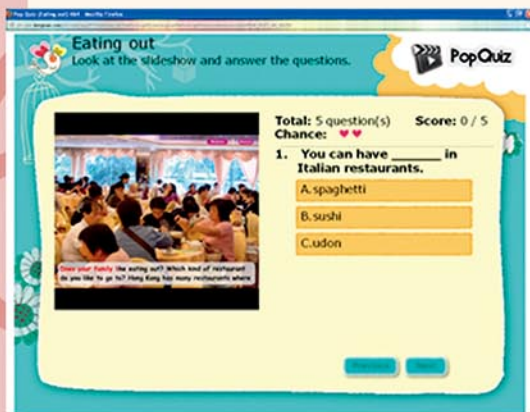 Eating out
Look at the slideshow and answer the questions.
PopQuiz
Total: 5 question(s) Score: 0 / 5
Chance:
1. You can have _______ in
Italian restaurants.
A. spaghetti
B. sushi
C. udon
Does your family like eating out? Which kind of restaurant
do you like to go to? Hong Kong has many restaurants where
Previous Next